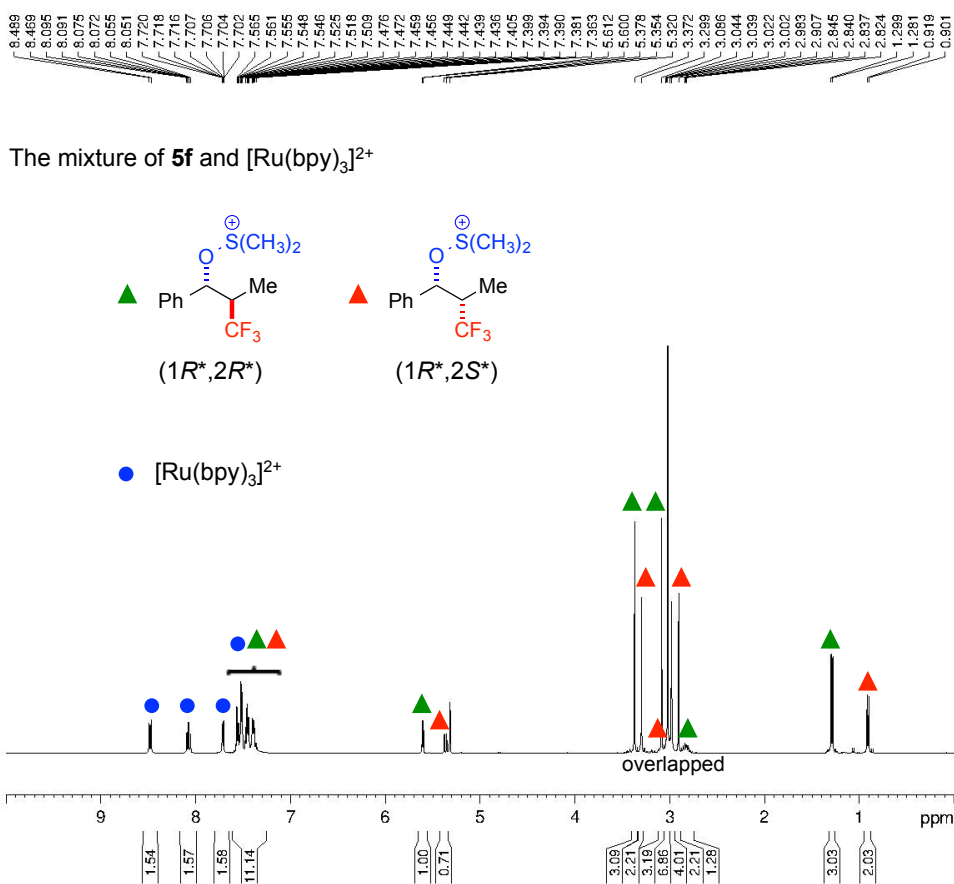 8.489 8.469 8.095 8.091 8.075 8.072 8.055 8.051 7.720 7.718 7.716 7.707 7.706 7.704 7.702 7.565 7.561 7.555 7.548 7.546 7.525 7.518 7.509 7.476 7.472 7.459 7.456 7.449 7.442 7.439 7.436 7.405 7.399 7.394 7.390 7.381 7.363 5.612 5.600 5.378 5.354 5.320 3.372 3.299 3.086 3.044 3.039 3.022 3.002 2.983 2.907 2.845 2.840 2.837 2.824 1.299 1.281 0.919 0.901
The mixture of 5f and [Ru(bpy)₃]²⁺
⊕ ⊕
S(CH₃)₂ S(CH₃)₂
O O
Ph Me Ph Me
CF₃ CF₃
(1R*,2R*) (1R*,2S*)
[Ru(bpy)₃]²⁺
overlapped
9 8 7 6 5 4 3 2 1 ppm
1.54 1.57 1.58 11.14 1.00 0.71 3.09 2.21 3.19 6.86 4.01 2.21 1.28 3.03 2.03